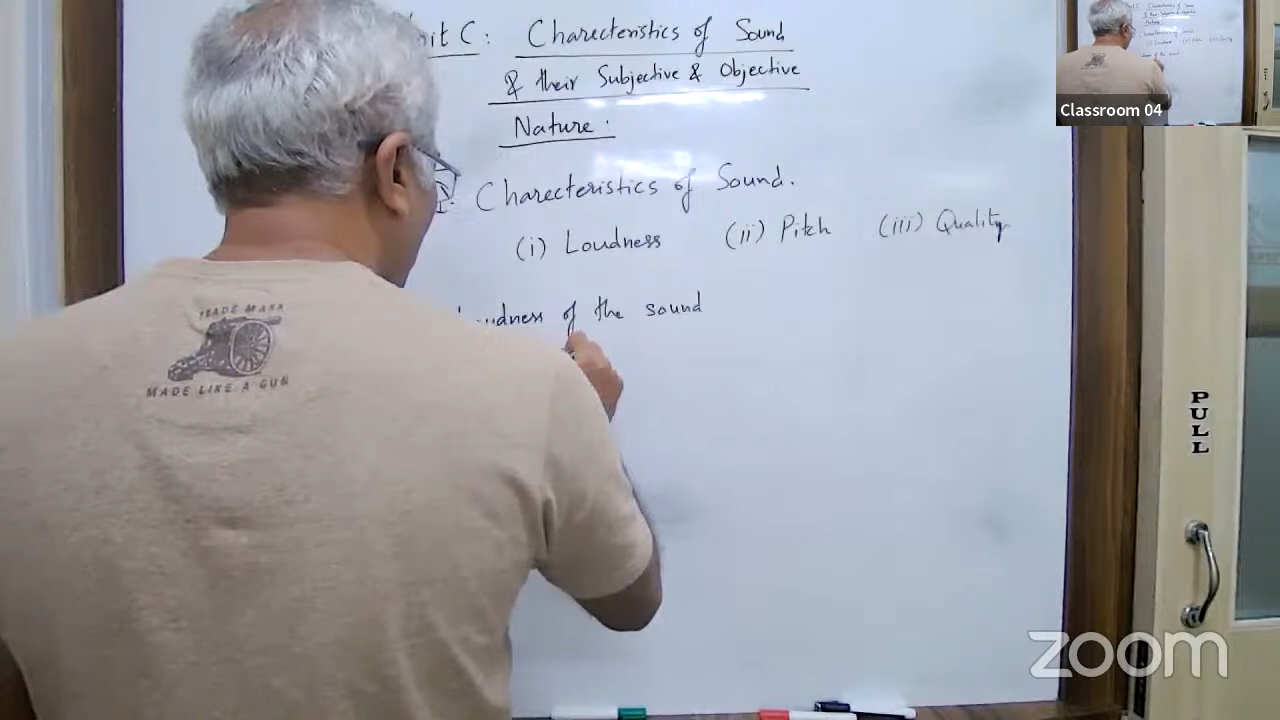 C: Charecteristics of Sound
& their Subjective & Objective
Nature:
Charecteristics of Sound.
(i) Loudness (ii) Pitch (iii) Quality
of the sound
TRADE MARK
MADE LIKE A GUN
PULL
Classroom 04
zoom